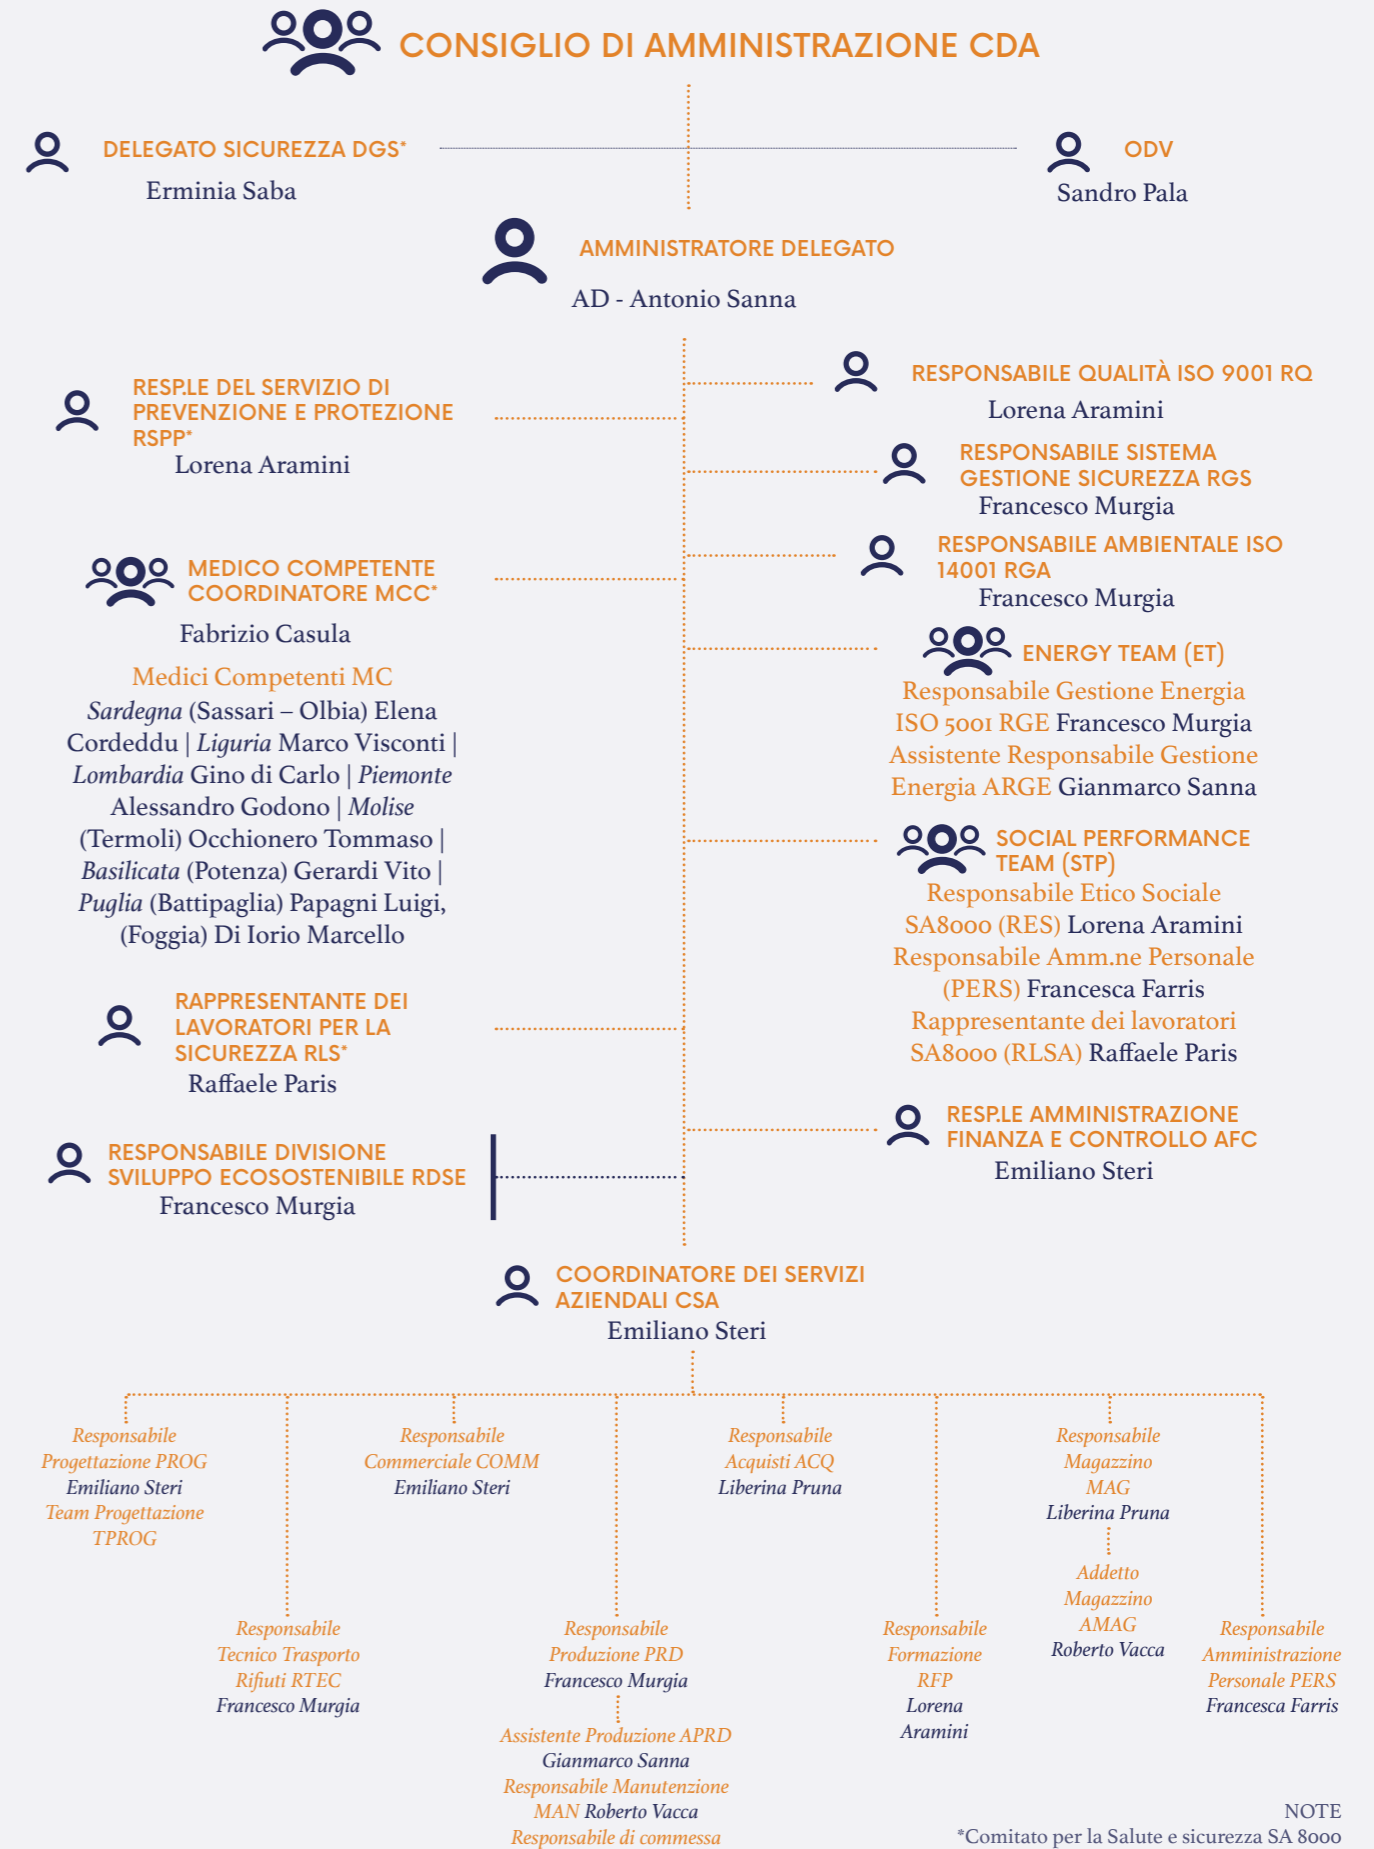 CONSIGLIO DI AMMINISTRAZIONE CDA
DELEGATO SICUREZZA DGS*
Erminia Saba
ODV
Sandro Pala
AMMINISTRATORE DELEGATO
AD - Antonio Sanna
RESP.LE DEL SERVIZIO DI
PREVENZIONE E PROTEZIONE
RSPP*
Lorena Aramini
MEDICO COMPETENTE
COORDINATORE MCC*
Fabrizio Casula
Medici Competenti MC
Sardegna (Sassari – Olbia) Elena
Cordeddu | Liguria Marco Visconti |
Lombardia Gino di Carlo | Piemonte
Alessandro Godono | Molise
(Termoli) Occhionero Tommaso |
Basilicata (Potenza) Gerardi Vito |
Puglia (Battipaglia) Papagni Luigi,
(Foggia) Di Iorio Marcello
RAPPRESENTANTE DEI
LAVORATORI PER LA
SICUREZZA RLS*
Raffaele Paris
RESPONSABILE DIVISIONE
SVILUPPO ECOSOSTENIBILE RDSE
Francesco Murgia
RESPONSABILE QUALITÀ ISO 9001 RQ
Lorena Aramini
RESPONSABILE SISTEMA
GESTIONE SICUREZZA RGS
Francesco Murgia
RESPONSABILE AMBIENTALE ISO
14001 RGA
Francesco Murgia
ENERGY TEAM (ET)
Responsabile Gestione Energia
ISO 5001 RGE Francesco Murgia
Assistente Responsabile Gestione
Energia ARGE Gianmarco Sanna
SOCIAL PERFORMANCE
TEAM (STP)
Responsabile Etico Sociale
SA8000 (RES) Lorena Aramini
Responsabile Amm.ne Personale
(PERS) Francesca Farris
Rappresentante dei lavoratori
SA8000 (RLSA) Raffaele Paris
RESP.LE AMMINISTRAZIONE
FINANZA E CONTROLLO AFC
Emiliano Steri
COORDINATORE DEI SERVIZI
AZIENDALI CSA
Emiliano Steri
Responsabile
Progettazione PROG
Emiliano Steri
Team Progettazione
TPROG
Responsabile
Tecnico Trasporto
Rifiuti RTEC
Francesco Murgia
Responsabile
Commerciale COMM
Emiliano Steri
Responsabile
Produzione PRD
Francesco Murgia
Assistente Produzione APRD
Gianmarco Sanna
Responsabile Manutenzione
MAN Roberto Vacca
Responsabile di commessa
Responsabile
Acquisti ACQ
Liberina Pruna
Responsabile
Formazione
RFP
Lorena
Aramini
Responsabile
Magazzino
MAG
Liberina Pruna
Addetto
Magazzino
AMAG
Roberto Vacca
Responsabile
Amministrazione
Personale PERS
Francesca Farris
NOTE
*Comitato per la Salute e sicurezza SA 8000